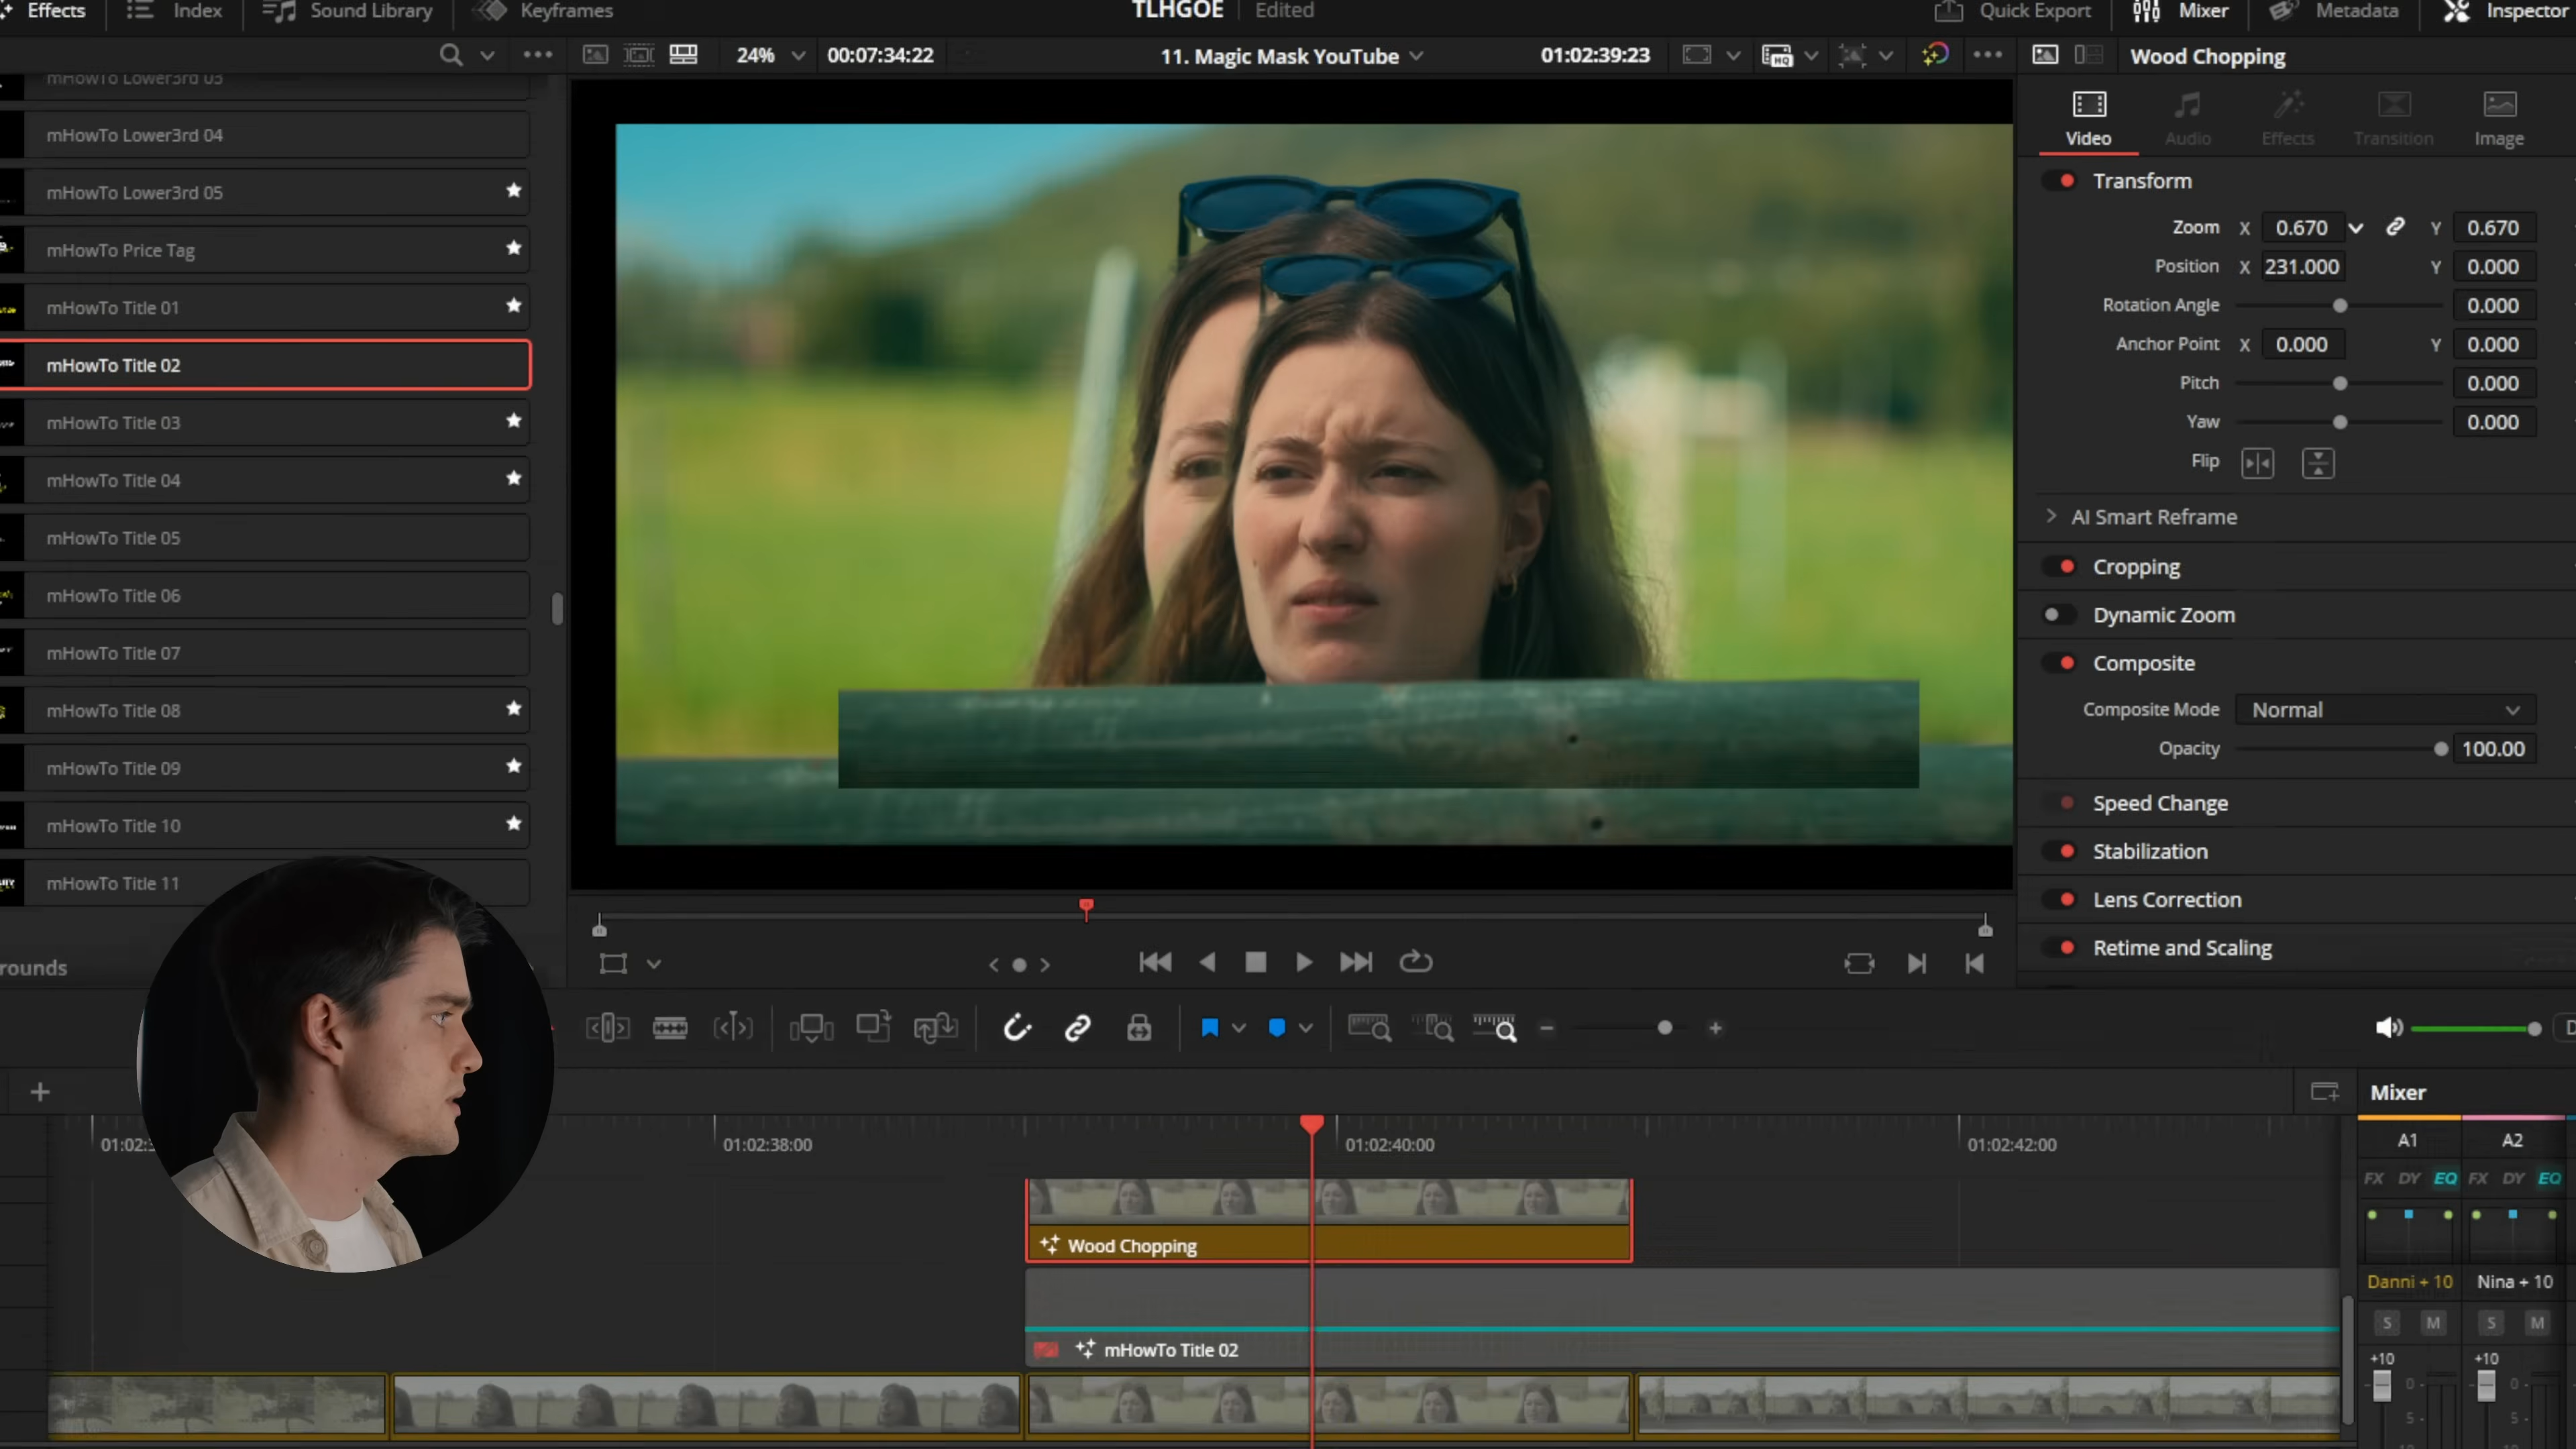 Effects
Index
Sound Library
Keyframes
TLHGOE
Edited
Quick Export
Mixer
Metadata
Inspector
24%
00:07:34:22
11. Magic Mask YouTube
01:02:39:23
HQ
Wood Chopping
mHowTo Lower3rd 03
mHowTo Lower3rd 04
mHowTo Lower3rd 05
mHowTo Price Tag
mHowTo Title 01
mHowTo Title 02
mHowTo Title 03
mHowTo Title 04
mHowTo Title 05
mHowTo Title 06
mHowTo Title 07
mHowTo Title 08
mHowTo Title 09
mHowTo Title 10
mHowTo Title 11
rounds
Video
Audio
Effects
Transition
Image
Transform
Zoom X 0.670 Y 0.670
Position X 231.000 Y 0.000
Rotation Angle 0.000
Anchor Point X 0.000 Y 0.000
Pitch 0.000
Yaw 0.000
Flip
AI Smart Reframe
Cropping
Dynamic Zoom
Composite
Composite Mode Normal
Opacity 100.00
Speed Change
Stabilization
Lens Correction
Retime and Scaling
Mixer
01:02:3
01:02:38:00
01:02:40:00
01:02:42:00
A1
A2
FX DY EQ FX DY EQ
Wood Chopping
Danni + 10
Nina + 10
S M S M
mHowTo Title 02
+10 +10
0 0
5 5